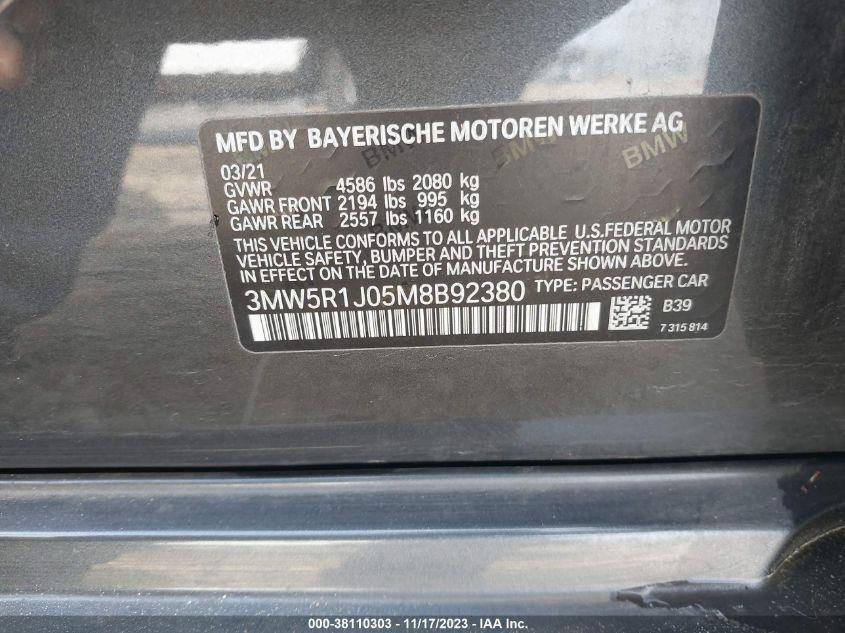 MFD BY BAYERISCHE MOTOREN WERKE AG
03/21
GVWR 4586 lbs 2080 kg
GAWR FRONT 2194 lbs 995 kg
GAWR REAR 2557 lbs 1160 kg
THIS VEHICLE CONFORMS TO ALL APPLICABLE U.S.FEDERAL MOTOR
VEHICLE SAFETY, BUMPER AND THEFT PREVENTION STANDARDS
IN EFFECT ON THE DATE OF MANUFACTURE SHOWN ABOVE.
3MW5R1J05M8B92380 TYPE: PASSENGER CAR
B39
7 315 814
BMW
BMW
BMW
000-38110303 - 11/17/2023 - IAA Inc.